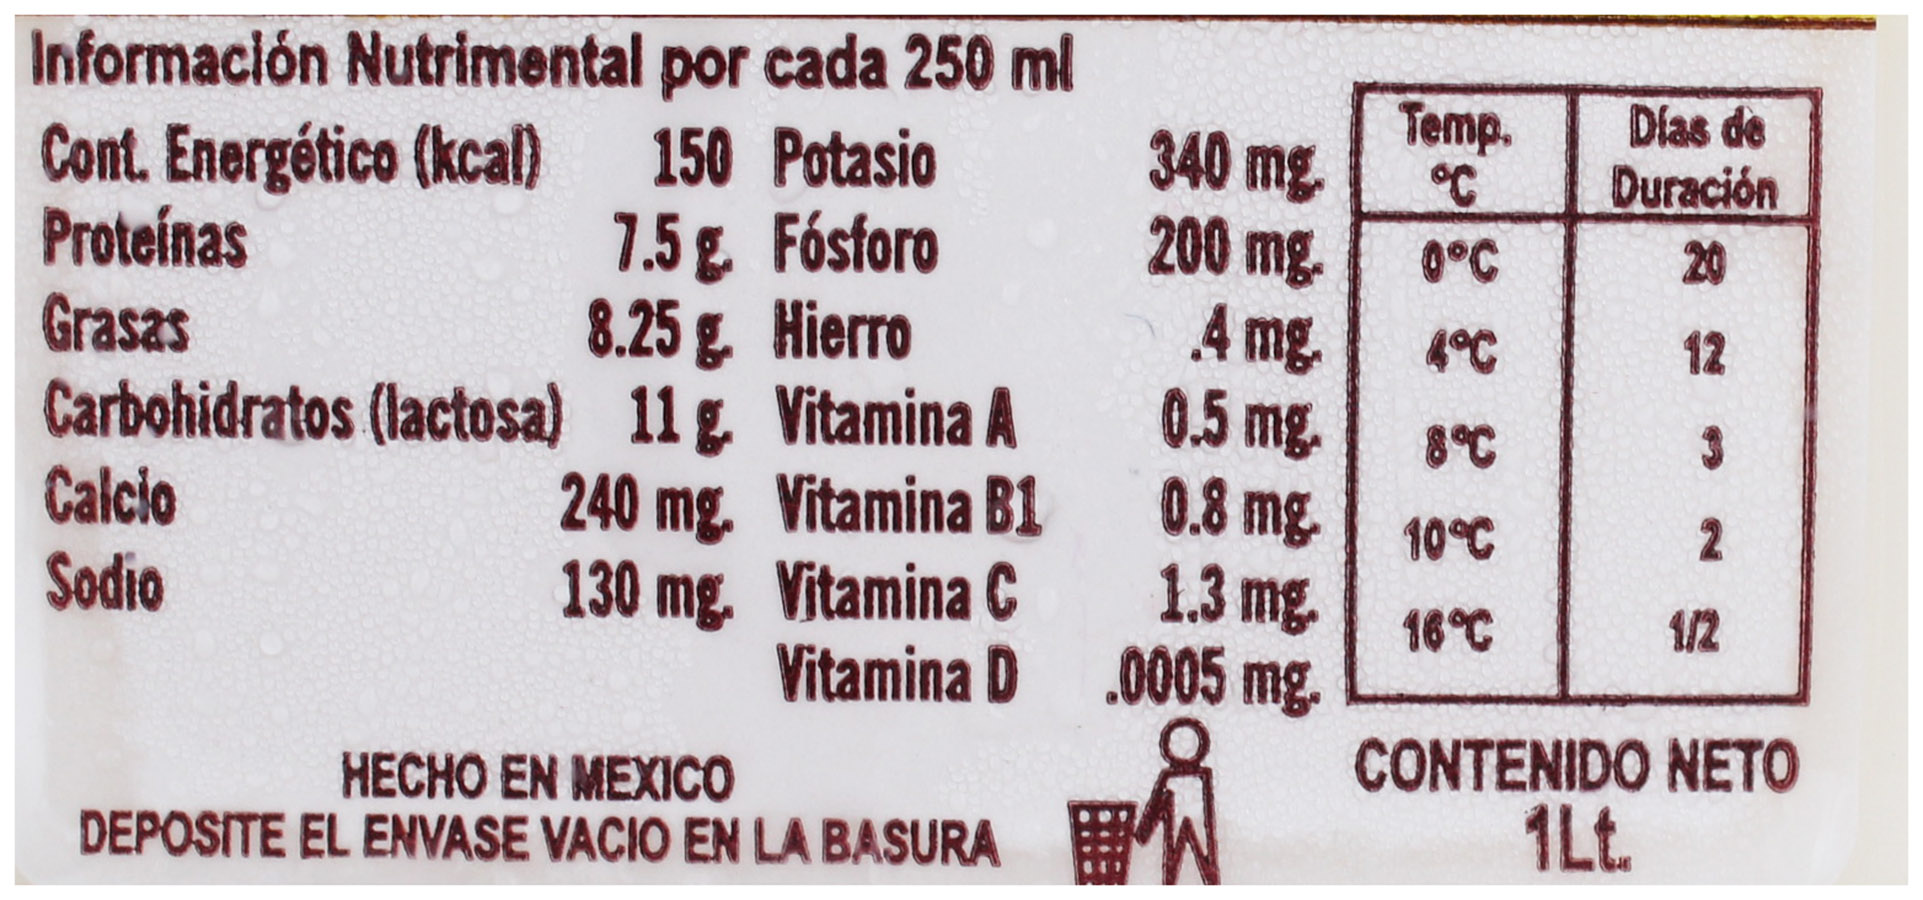 Información Nutrimental por cada 250 ml
Cont. Energético (kcal) 150 Potasio 340 mg.
Proteínas 7.5 g. Fósforo 200 mg.
Grasas 8.25 g. Hierro .4 mg.
Carbohidratos (lactosa) 11 g. Vitamina A 0.5 mg.
Calcio 240 mg. Vitamina B1 0.8 mg.
Sodio 130 mg. Vitamina C 1.3 mg.
Vitamina D .0005 mg.
Temp. Días de
°C Duración
0°C 20
4°C 12
8°C 3
10°C 2
16°C 1/2
HECHO EN MEXICO
DEPOSITE EL ENVASE VACIO EN LA BASURA
CONTENIDO NETO
1Lt.